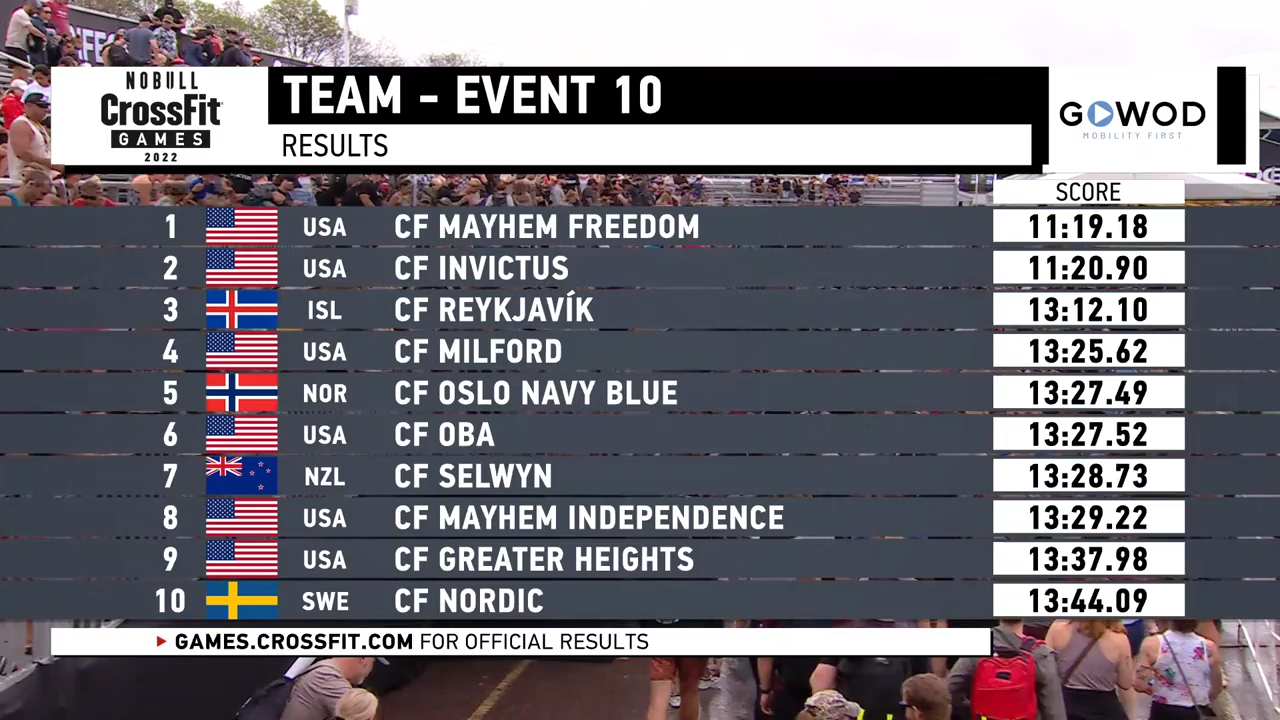 NOBULL
CrossFit
GAMES
2022
TEAM - EVENT 10
RESULTS
GOWOD
MOBILITY FIRST
SCORE
1 USA CF MAYHEM FREEDOM 11:19.18
2 USA CF INVICTUS 11:20.90
3 ISL CF REYKJAVÍK 13:12.10
4 USA CF MILFORD 13:25.62
5 NOR CF OSLO NAVY BLUE 13:27.49
6 USA CF OBA 13:27.52
7 NZL CF SELWYN 13:28.73
8 USA CF MAYHEM INDEPENDENCE 13:29.22
9 USA CF GREATER HEIGHTS 13:37.98
10 SWE CF NORDIC 13:44.09
GAMES.CROSSFIT.COM FOR OFFICIAL RESULTS